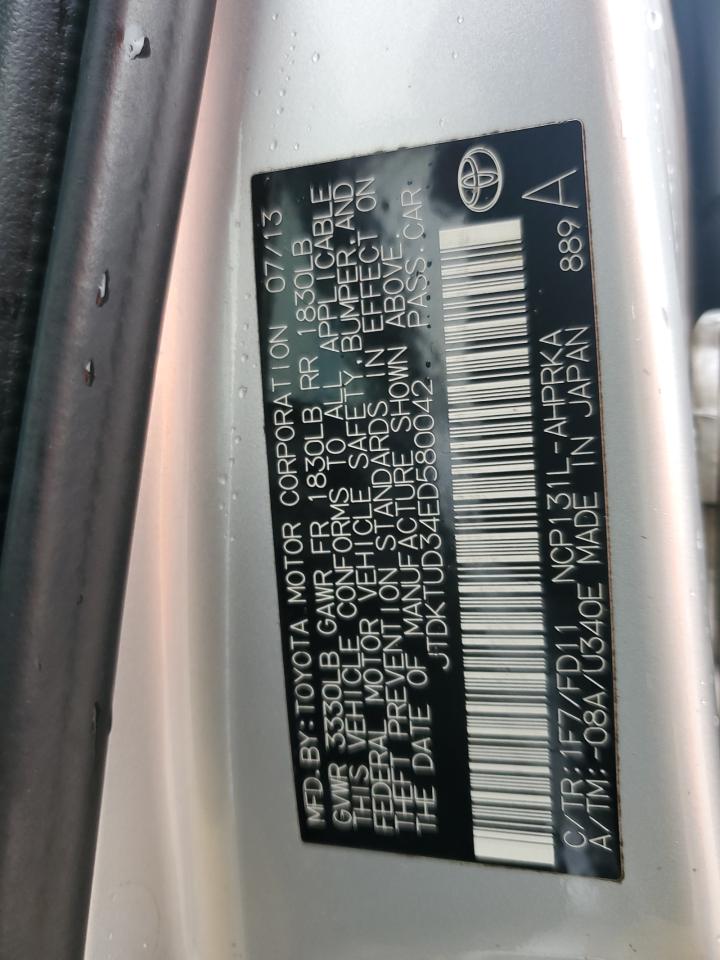 MFD.BY:TOYOTA MOTOR CORPORATION 07/13
GVWR 3330LB GAWR FR 1830LB RR 1830LB
THIS VEHICLE CONFORMS TO ALL APPLICABLE
FEDERAL MOTOR VEHICLE SAFETY,BUMPER,AND
THEFT PREVENTION STANDARDS IN EFFECT ON
THE DATE OF MANUFACTURE SHOWN ABOVE.
JTDKTUD34ED580042 PASS.CAR
C/TR:1F7/FD11 NCP131L-AHPRKA 889 A
A/TM:-08A/U340E MADE IN JAPAN